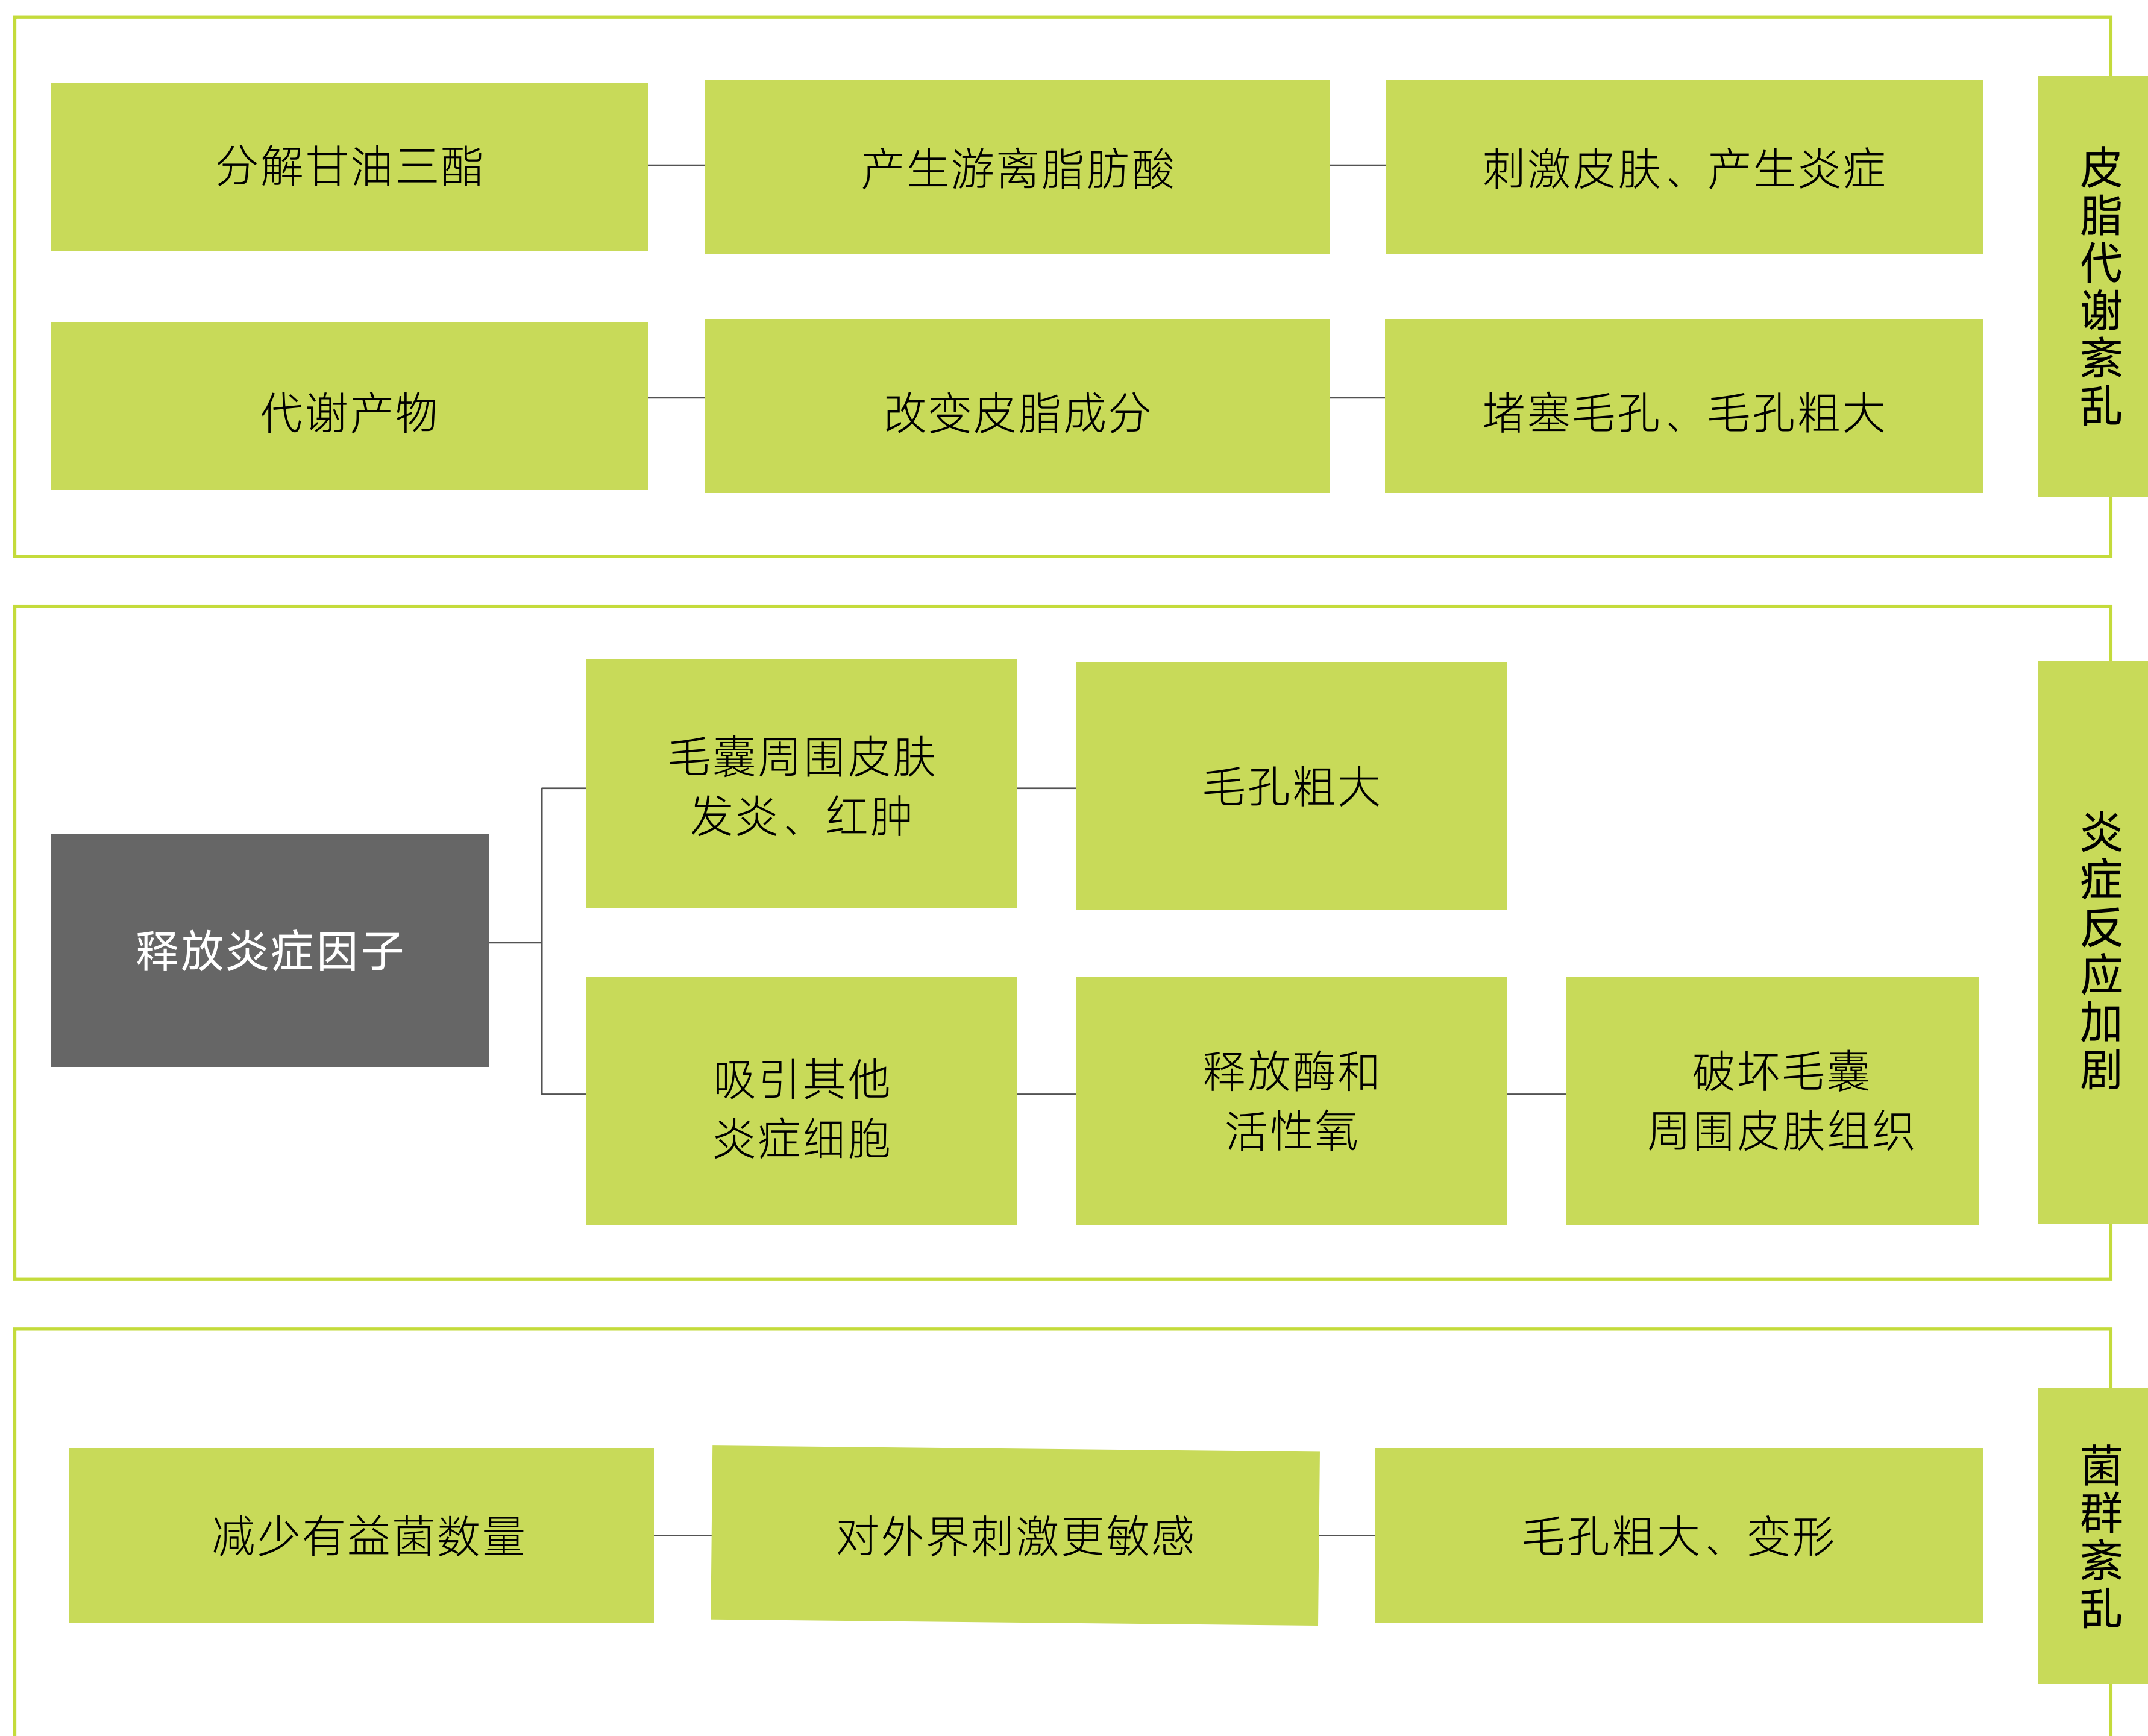 分解甘油三酯
产生游离脂肪酸
刺激皮肤、产生炎症
代谢产物
改变皮脂成分
堵塞毛孔、毛孔粗大
皮脂代谢紊乱
释放炎症因子
毛囊周围皮肤
发炎、红肿
毛孔粗大
吸引其他
炎症细胞
释放酶和
活性氧
破坏毛囊
周围皮肤组织
炎症反应加剧
减少有益菌数量
对外界刺激更敏感
毛孔粗大、变形
菌群紊乱